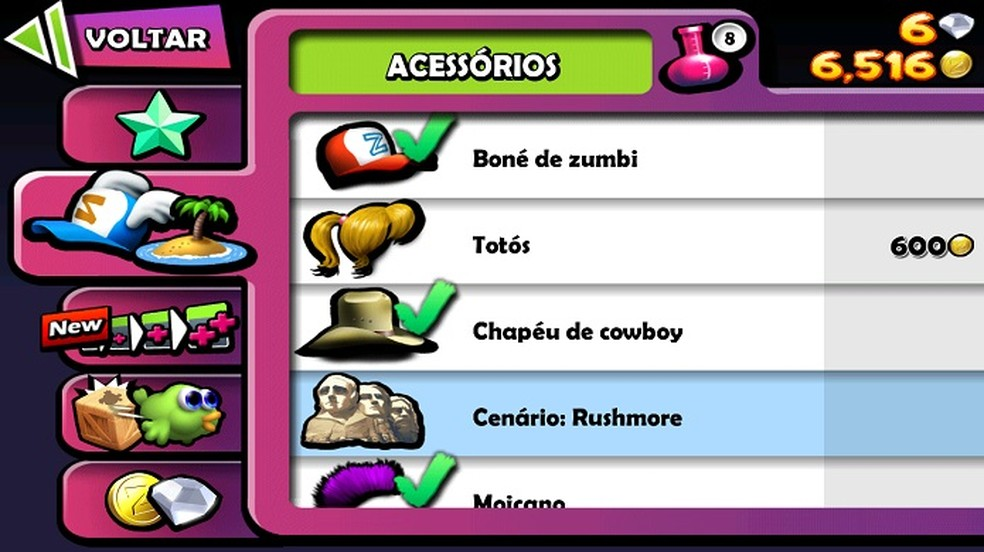 VOLTAR
ACESSÓRIOS
8
6
6,516
Boné de zumbi
Totós
600
Chapéu de cowboy
New
Cenário: Rushmore
Moicano